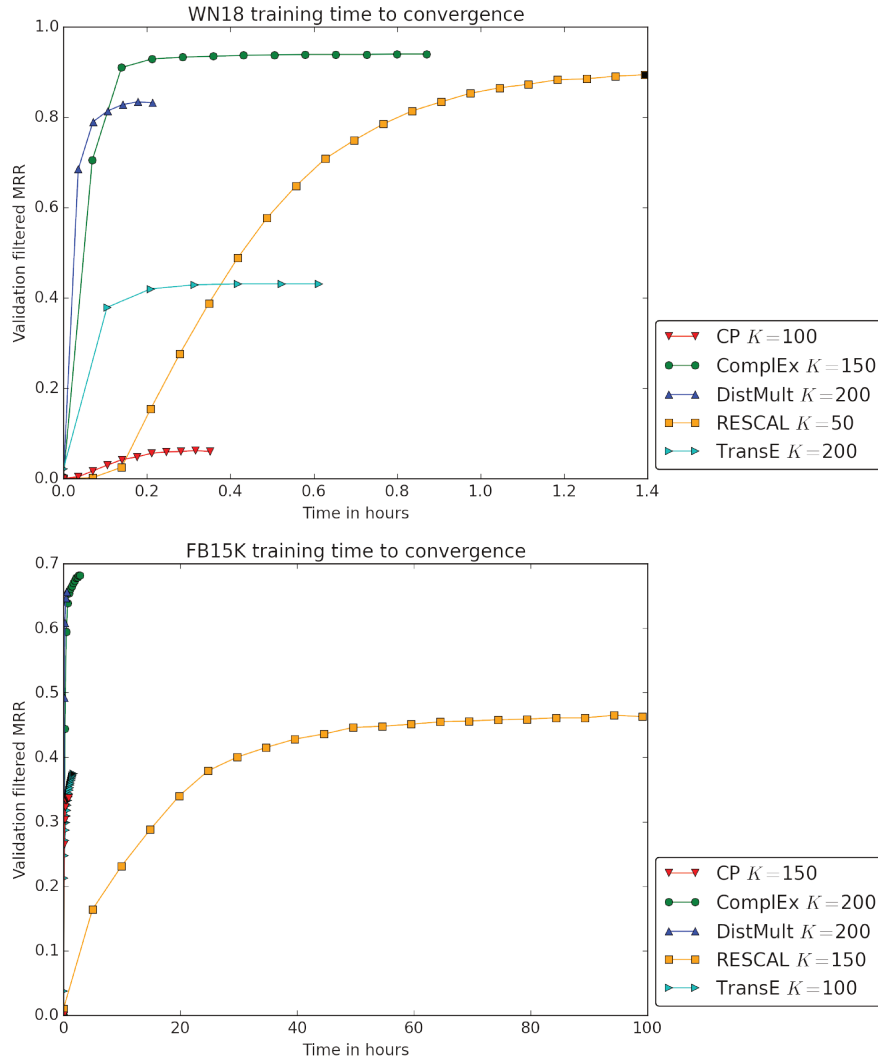 WN18 training time to convergence
1.0
0.8
0.6
0.4
0.2
0.0
Validation filtered MRR
0.0 0.2 0.4 0.6 0.8 1.0 1.2 1.4
Time in hours
CP K=100
ComplEx K=150
DistMult K=200
RESCAL K=50
TransE K=200
FB15K training time to convergence
0.7
0.6
0.5
0.4
0.3
0.2
0.1
0.0
Validation filtered MRR
0 20 40 60 80 100
Time in hours
CP K=150
ComplEx K=200
DistMult K=200
RESCAL K=150
TransE K=100